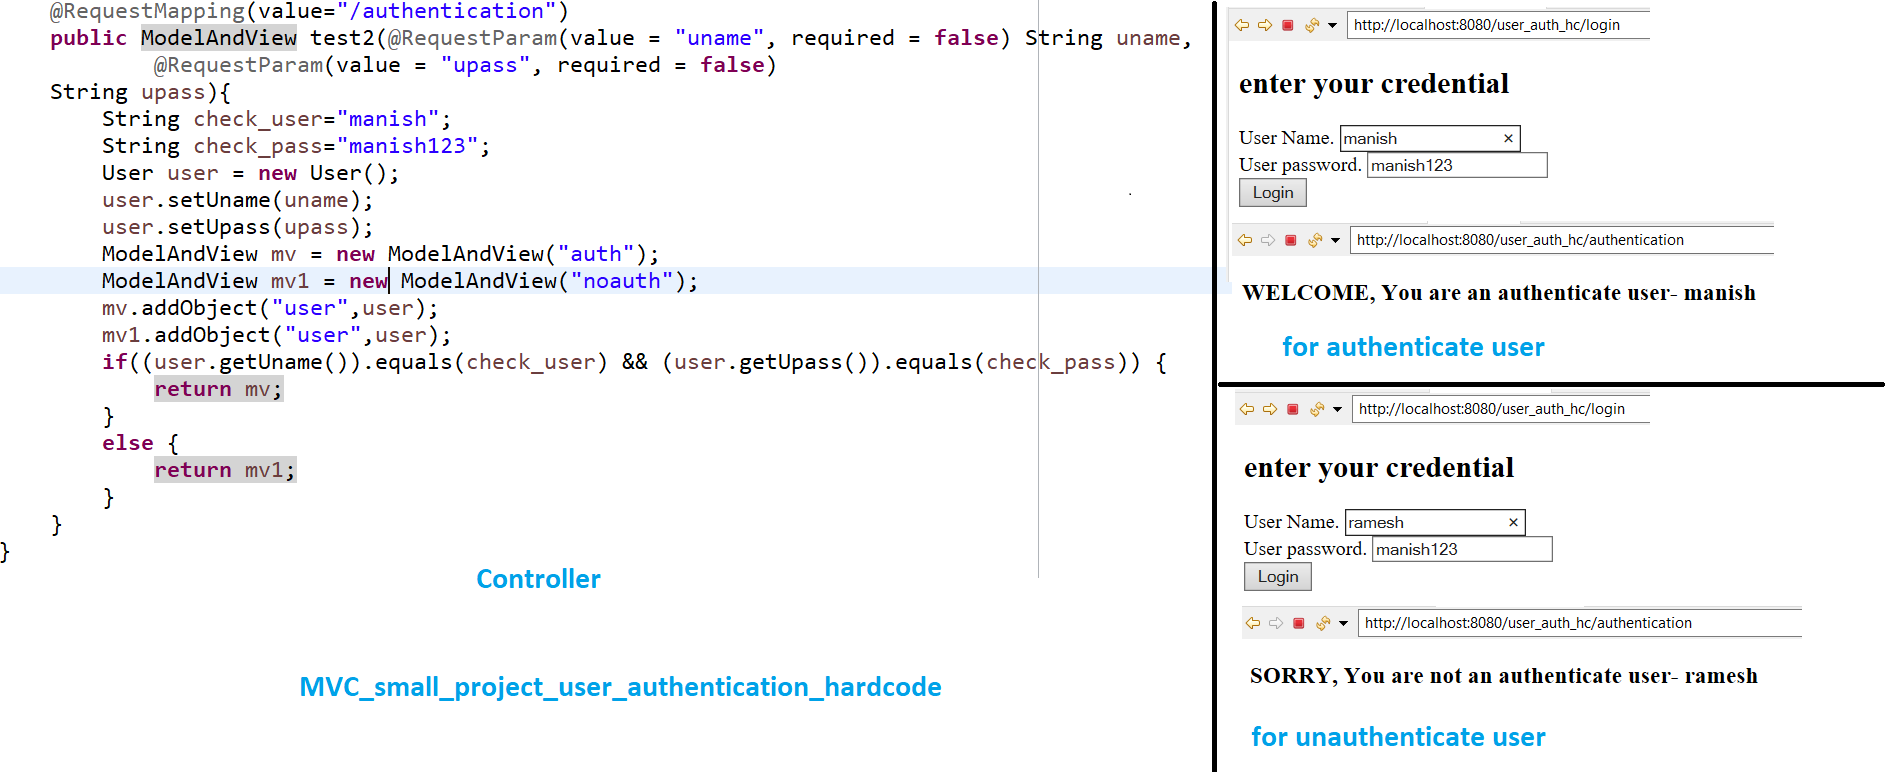 @RequestMapping(value="/authentication")
public ModelAndView test2(@RequestParam(value = "uname", required = false) String uname,
@RequestParam(value = "upass", required = false)
String upass){
String check_user="manish";
String check_pass="manish123";
User user = new User();
user.setUname(uname);
user.setUpass(upass);
ModelAndView mv = new ModelAndView("auth");
ModelAndView mv1 = new ModelAndView("noauth");
mv.addObject("user",user);
mv1.addObject("user",user);
if((user.getUname()).equals(check_user) && (user.getUpass()).equals(check_pass)) {
return mv;
}
else {
return mv1;
}
}
}
Controller
MVC_small_project_user_authentication_hardcode
http://localhost:8080/user_auth_hc/login
enter your credential
User Name. manish ×
User password. manish123
Login
http://localhost:8080/user_auth_hc/authentication
WELCOME, You are an authenticate user- manish
for authenticate user
http://localhost:8080/user_auth_hc/login
enter your credential
User Name. ramesh ×
User password. manish123
Login
http://localhost:8080/user_auth_hc/authentication
SORRY, You are not an authenticate user- ramesh
for unauthenticate user